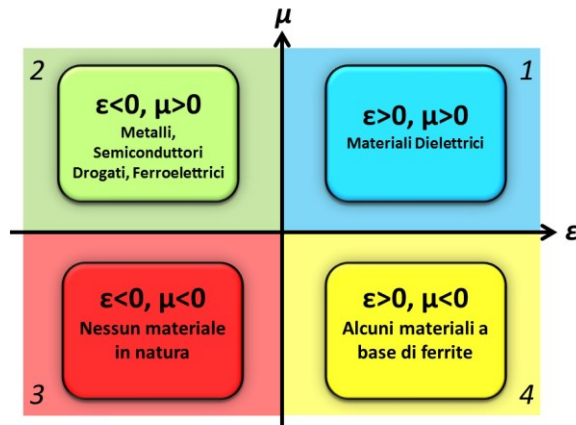 μ
2
ε<0, μ>0
Metalli,
Semiconduttori
Drogati, Ferroelettrici
1
ε>0, μ>0
Materiali Dielettrici
ε
ε<0, μ<0
Nessun materiale
in natura
3
ε>0, μ<0
Alcuni materiali a
base di ferrite
4